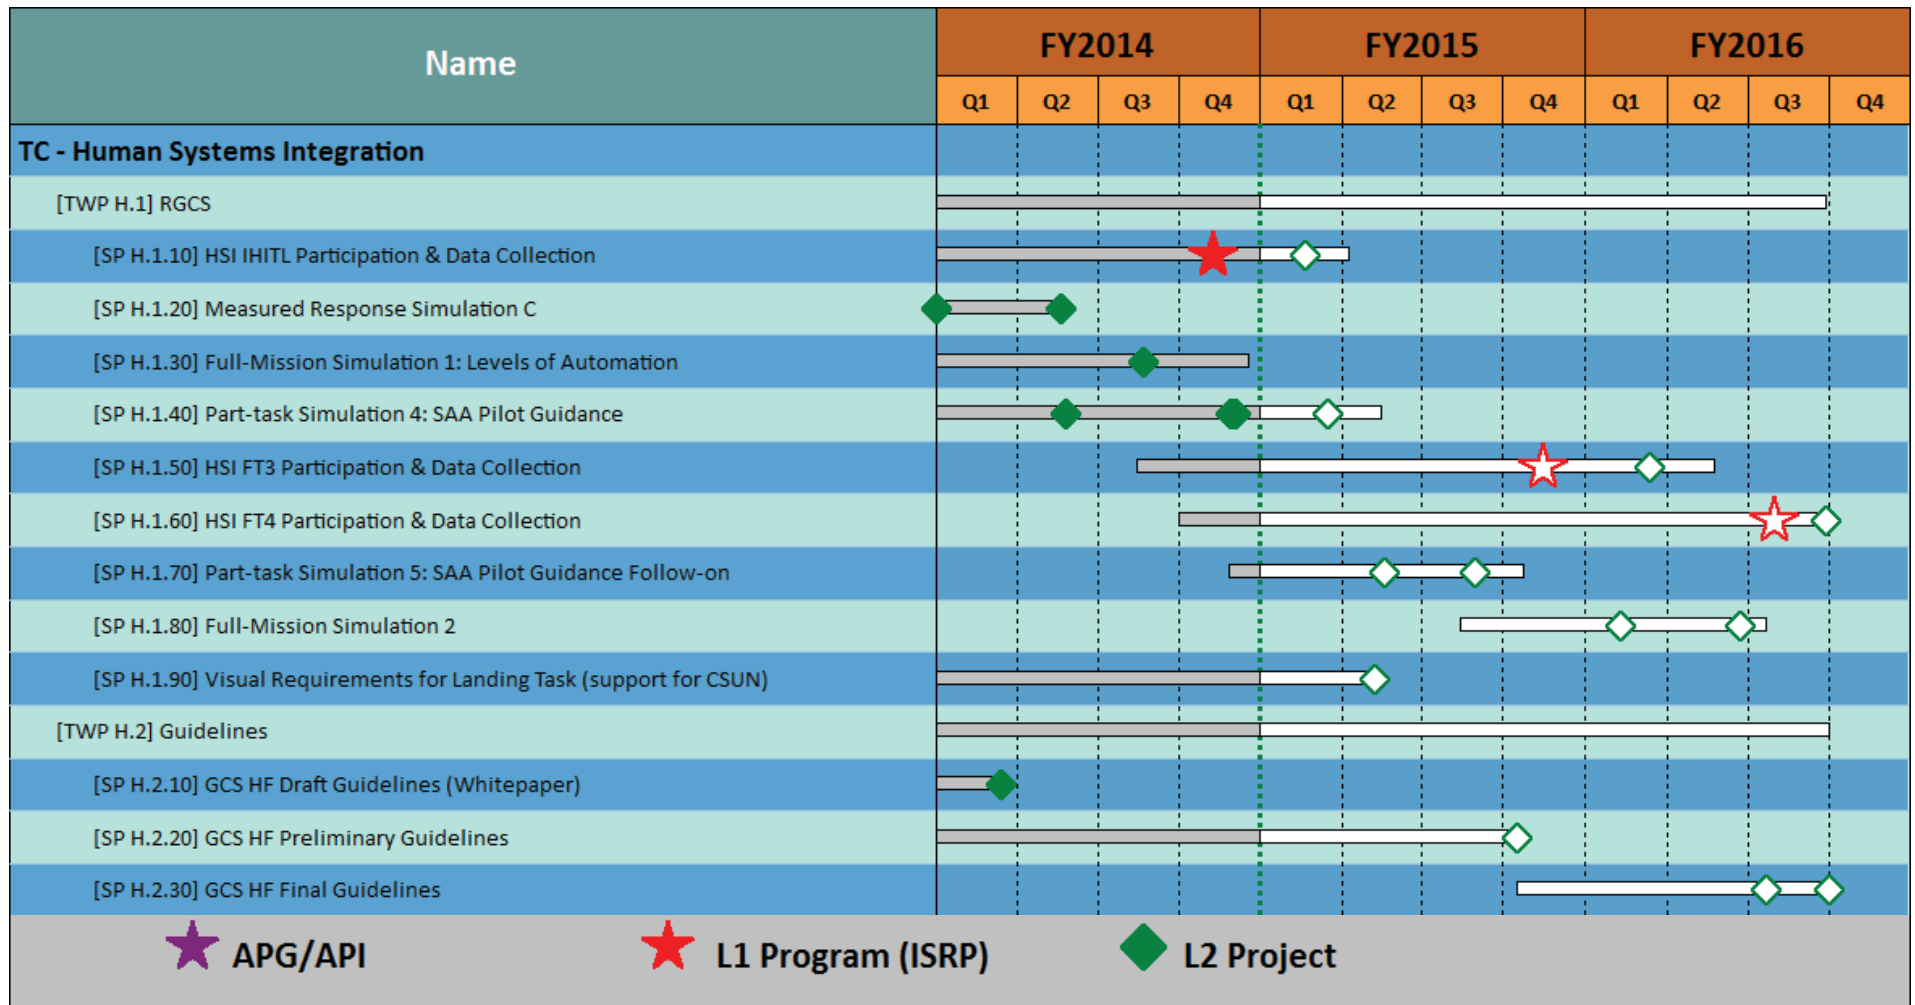 Name
FY2014 FY2015 FY2016
Q1 Q2 Q3 Q4 Q1 Q2 Q3 Q4 Q1 Q2 Q3 Q4
TC - Human Systems Integration
[TWP H.1] RGCS
[SP H.1.10] HSI IHITL Participation & Data Collection
[SP H.1.20] Measured Response Simulation C
[SP H.1.30] Full-Mission Simulation 1: Levels of Automation
[SP H.1.40] Part-task Simulation 4: SAA Pilot Guidance
[SP H.1.50] HSI FT3 Participation & Data Collection
[SP H.1.60] HSI FT4 Participation & Data Collection
[SP H.1.70] Part-task Simulation 5: SAA Pilot Guidance Follow-on
[SP H.1.80] Full-Mission Simulation 2
[SP H.1.90] Visual Requirements for Landing Task (support for CSUN)
[TWP H.2] Guidelines
[SP H.2.10] GCS HF Draft Guidelines (Whitepaper)
[SP H.2.20] GCS HF Preliminary Guidelines
[SP H.2.30] GCS HF Final Guidelines
APG/API L1 Program (ISRP) L2 Project